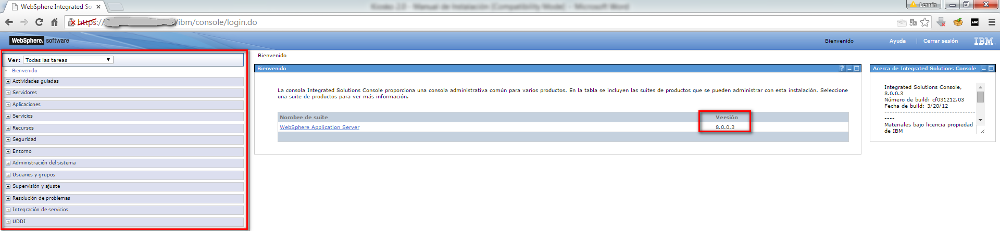 WebSphere Integrated So
Kiosko 2.0 - Manual de Instalación [Compatibility Mode] - Microsoft Word
Lennin
https://
/ibm/console/login.do
ABC
WebSphere. software
Bienvenido
Ayuda
Cerrar sesión
IBM.
Ver: Todas las tareas
Bienvenido
Actividades guiadas
Servidores
Aplicaciones
Servicios
Recursos
Seguridad
Entorno
Administración del sistema
Usuarios y grupos
Supervisión y ajuste
Resolución de problemas
Integración de servicios
UDDI
Bienvenido
Bienvenido
La consola Integrated Solutions Console proporciona una consola administrativa común para varios productos. En la tabla se incluyen las suites de productos que se pueden administrar con esta instalación. Seleccione
una suite de productos para ver más información.
Nombre de suite Versión
WebSphere Application Server 8.0.0.3
Acerca de Integrated Solutions Console
Integrated Solutions Console,
8.0.0.3
Número de build: cf031212.03
Fecha de build: 3/20/12
----------------------------------
----
Materiales bajo licencia propiedad
de IBM